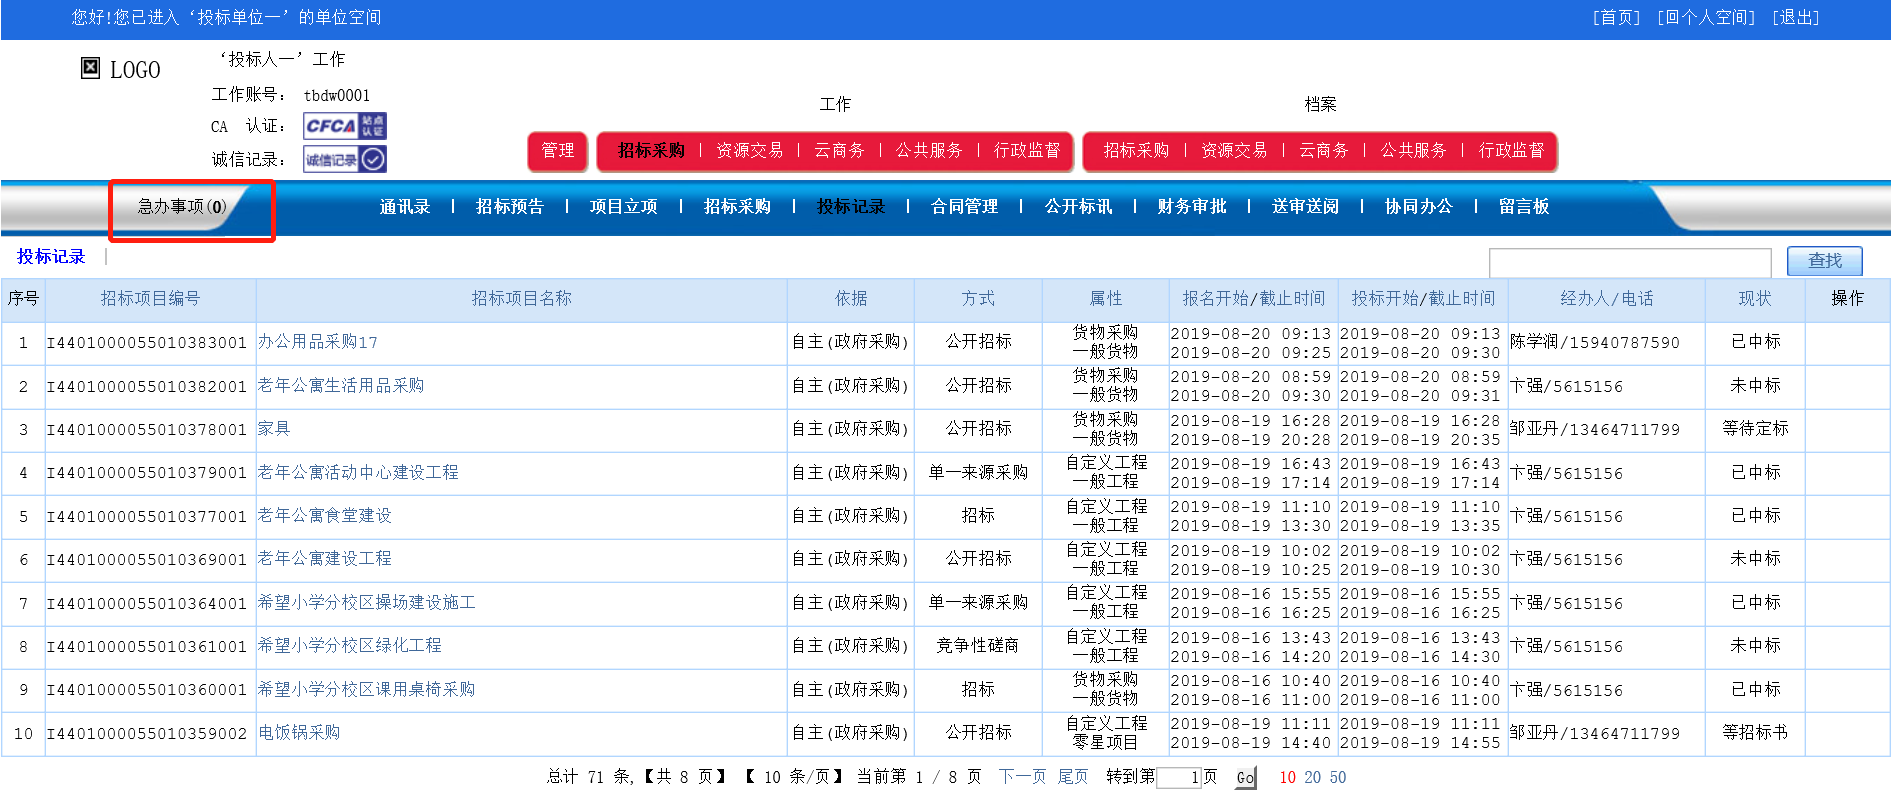 您好!您已进入‘投标单位一’的单位空间 [首页] [回个人空间] [退出]
LOGO
‘投标人一’工作
工作账号： tbdw0001
CA 认证： CFCA 站点认证
诚信记录： 诚信记录
工作 档案
管理 招标采购 | 资源交易 | 云商务 | 公共服务 | 行政监督 招标采购 | 资源交易 | 云商务 | 公共服务 | 行政监督
急办事项(0) 通讯录 | 招标预告 | 项目立项 | 招标采购 | 投标记录 | 合同管理 | 公开标讯 | 财务审批 | 送审送阅 | 协同办公 | 留言板
投标记录 | 查找
序号 招标项目编号 招标项目名称 依据 方式 属性 报名开始/截止时间 投标开始/截止时间 经办人/电话 现状 操作
1 I4401000055010383001 办公用品采购17 自主(政府采购) 公开招标 货物采购 一般货物 2019-08-20 09:13 2019-08-20 09:25 2019-08-20 09:13 2019-08-20 09:30 陈学润/15940787590 已中标
2 I4401000055010382001 老年公寓生活用品采购 自主(政府采购) 公开招标 货物采购 一般货物 2019-08-20 08:59 2019-08-20 09:30 2019-08-20 08:59 2019-08-20 09:31 卞强/5615156 未中标
3 I4401000055010378001 家具 自主(政府采购) 公开招标 货物采购 一般货物 2019-08-19 16:28 2019-08-19 20:28 2019-08-19 16:28 2019-08-19 20:35 邹亚丹/13464711799 等待定标
4 I4401000055010379001 老年公寓活动中心建设工程 自主(政府采购) 单一来源采购 自定义工程 一般工程 2019-08-19 16:43 2019-08-19 17:14 2019-08-19 16:43 2019-08-19 17:14 卞强/5615156 已中标
5 I4401000055010377001 老年公寓食堂建设 自主(政府采购) 招标 自定义工程 一般工程 2019-08-19 11:10 2019-08-19 13:30 2019-08-19 11:10 2019-08-19 13:35 卞强/5615156 已中标
6 I4401000055010369001 老年公寓建设工程 自主(政府采购) 公开招标 自定义工程 一般工程 2019-08-19 10:02 2019-08-19 10:25 2019-08-19 10:02 2019-08-19 10:30 卞强/5615156 未中标
7 I4401000055010364001 希望小学分校区操场建设施工 自主(政府采购) 单一来源采购 自定义工程 一般工程 2019-08-16 15:55 2019-08-16 16:25 2019-08-16 15:55 2019-08-16 16:25 卞强/5615156 已中标
8 I4401000055010361001 希望小学分校区绿化工程 自主(政府采购) 竞争性磋商 自定义工程 一般工程 2019-08-16 13:43 2019-08-16 14:20 2019-08-16 13:43 2019-08-16 14:30 卞强/5615156 未中标
9 I4401000055010360001 希望小学分校区课用桌椅采购 自主(政府采购) 招标 货物采购 一般货物 2019-08-16 10:40 2019-08-16 11:00 2019-08-16 10:40 2019-08-16 11:00 卞强/5615156 已中标
10 I4401000055010359002 电饭锅采购 自主(政府采购) 公开招标 自定义工程 零星项目 2019-08-19 11:11 2019-08-19 14:40 2019-08-19 11:11 2019-08-19 14:55 邹亚丹/13464711799 等招标书
总计 71 条,【共 8 页】 【 10 条/页】 当前第 1 / 8 页 下一页 尾页 转到第 1 页 Go 10 20 50